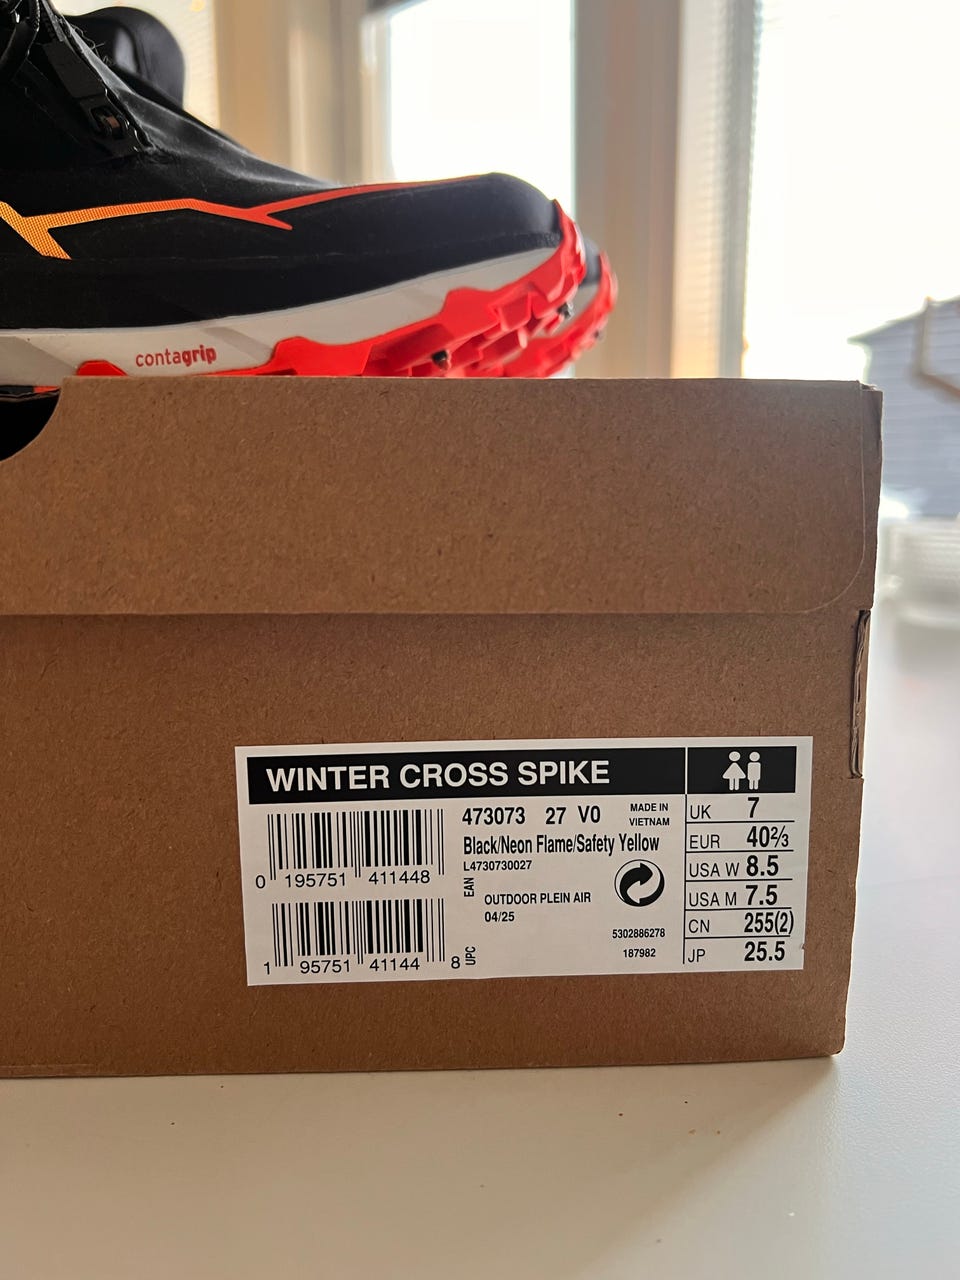 contagrip
WINTER CROSS SPIKE
473073 27 V0
MADE IN
VIETNAM
Black/Neon Flame/Safety Yellow
L4730730027
0 195751 411448
EAN
OUTDOOR PLEIN AIR
04/25
5302886278
187982
1 95751 41144 8
UPC
UK 7
EUR 40⅔
USA W 8.5
USA M 7.5
CN 255(2)
JP 25.5